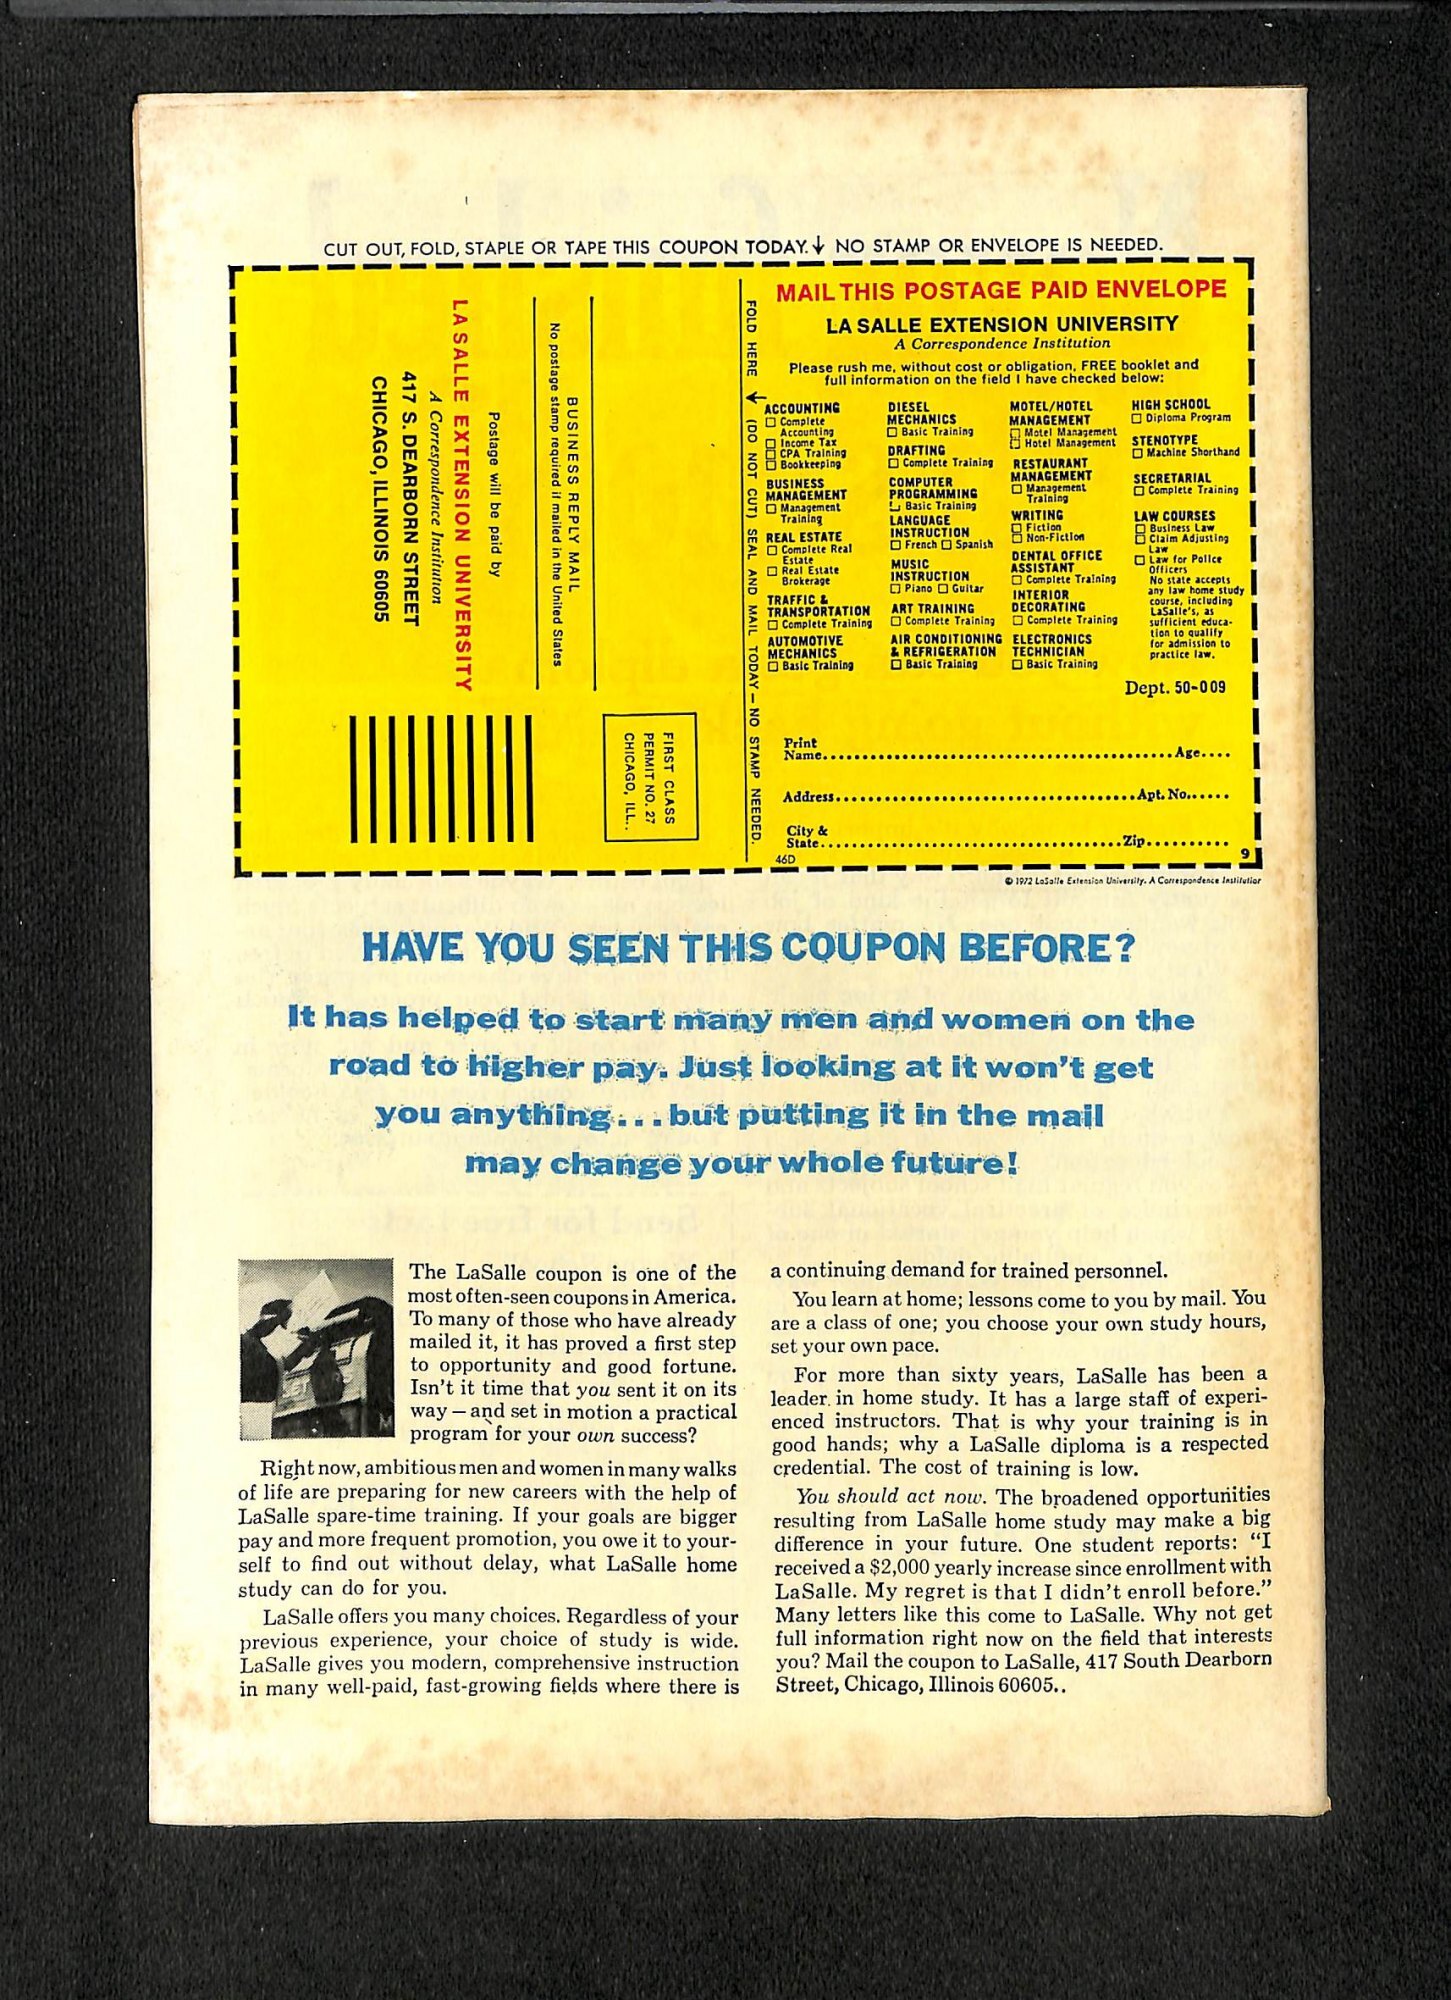 CUT OUT, FOLD, STAPLE OR TAPE THIS COUPON TODAY.↓ NO STAMP OR ENVELOPE IS NEEDED.
LA SALLE EXTENSION UNIVERSITY
A Correspondence Institution
417 S. DEARBORN STREET
CHICAGO, ILLINOIS 60605
Postage will be paid by
No postage stamp required if mailed in the United States
BUSINESS REPLY MAIL
FIRST CLASS
PERMIT NO. 27
CHICAGO, ILL..
FOLD HERE ↓ (DO NOT CUT) SEAL AND MAIL TODAY — NO STAMP NEEDED.
MAIL THIS POSTAGE PAID ENVELOPE
LA SALLE EXTENSION UNIVERSITY
A Correspondence Institution
Please rush me, without cost or obligation, FREE booklet and
full information on the field I have checked below:
ACCOUNTING
☐ Complete
Accounting
☐ Income Tax
☐ CPA Training
☐ Bookkeeping
BUSINESS
MANAGEMENT
☐ Management
Training
REAL ESTATE
☐ Complete Real
Estate
☐ Real Estate
Brokerage
TRAFFIC &
TRANSPORTATION
☐ Complete Training
AUTOMOTIVE
MECHANICS
☐ Basic Training
DIESEL
MECHANICS
☐ Basic Training
DRAFTING
☐ Complete Training
COMPUTER
PROGRAMMING
☐ Basic Training
LANGUAGE
INSTRUCTION
☐ French ☐ Spanish
MUSIC
INSTRUCTION
☐ Piano ☐ Guitar
ART TRAINING
☐ Complete Training
AIR CONDITIONING
& REFRIGERATION
☐ Basic Training
MOTEL/HOTEL
MANAGEMENT
☐ Motel Management
☐ Hotel Management
RESTAURANT
MANAGEMENT
☐ Management
Training
WRITING
☐ Fiction
☐ Non-Fiction
DENTAL OFFICE
ASSISTANT
☐ Complete Training
INTERIOR
DECORATING
☐ Complete Training
ELECTRONICS
TECHNICIAN
☐ Basic Training
HIGH SCHOOL
☐ Diploma Program
STENOTYPE
☐ Machine Shorthand
SECRETARIAL
☐ Complete Training
LAW COURSES
☐ Business Law
☐ Claim Adjusting
Law
☐ Law for Police
Officers
No state accepts
any law home study
course, including
LaSalle's, as
sufficient educa-
tion to qualify
for admission to
practice law.
Dept. 50-009
Print
Name.......... Age....
Address.......... Apt. No......
City &
State.......... Zip..........
46D
9
© 1972 LaSalle Extension University. A Correspondence Institution
HAVE YOU SEEN THIS COUPON BEFORE?
It has helped to start many men and women on the
road to higher pay. Just looking at it won't get
you anything...but putting it in the mail
may change your whole future!
The LaSalle coupon is one of the
most often-seen coupons in America.
To many of those who have already
mailed it, it has proved a first step
to opportunity and good fortune.
Isn't it time that you sent it on its
way — and set in motion a practical
program for your own success?
Right now, ambitious men and women in many walks
of life are preparing for new careers with the help of
LaSalle spare-time training. If your goals are bigger
pay and more frequent promotion, you owe it to your-
self to find out without delay, what LaSalle home
study can do for you.
LaSalle offers you many choices. Regardless of your
previous experience, your choice of study is wide.
LaSalle gives you modern, comprehensive instruction
in many well-paid, fast-growing fields where there is
a continuing demand for trained personnel.
You learn at home; lessons come to you by mail. You
are a class of one; you choose your own study hours,
set your own pace.
For more than sixty years, LaSalle has been a
leader in home study. It has a large staff of experi-
enced instructors. That is why your training is in
good hands; why a LaSalle diploma is a respected
credential. The cost of training is low.
You should act now. The broadened opportunities
resulting from LaSalle home study may make a big
difference in your future. One student reports: “I
received a $2,000 yearly increase since enrollment with
LaSalle. My regret is that I didn't enroll before.”
Many letters like this come to LaSalle. Why not get
full information right now on the field that interests
you? Mail the coupon to LaSalle, 417 South Dearborn
Street, Chicago, Illinois 60605..